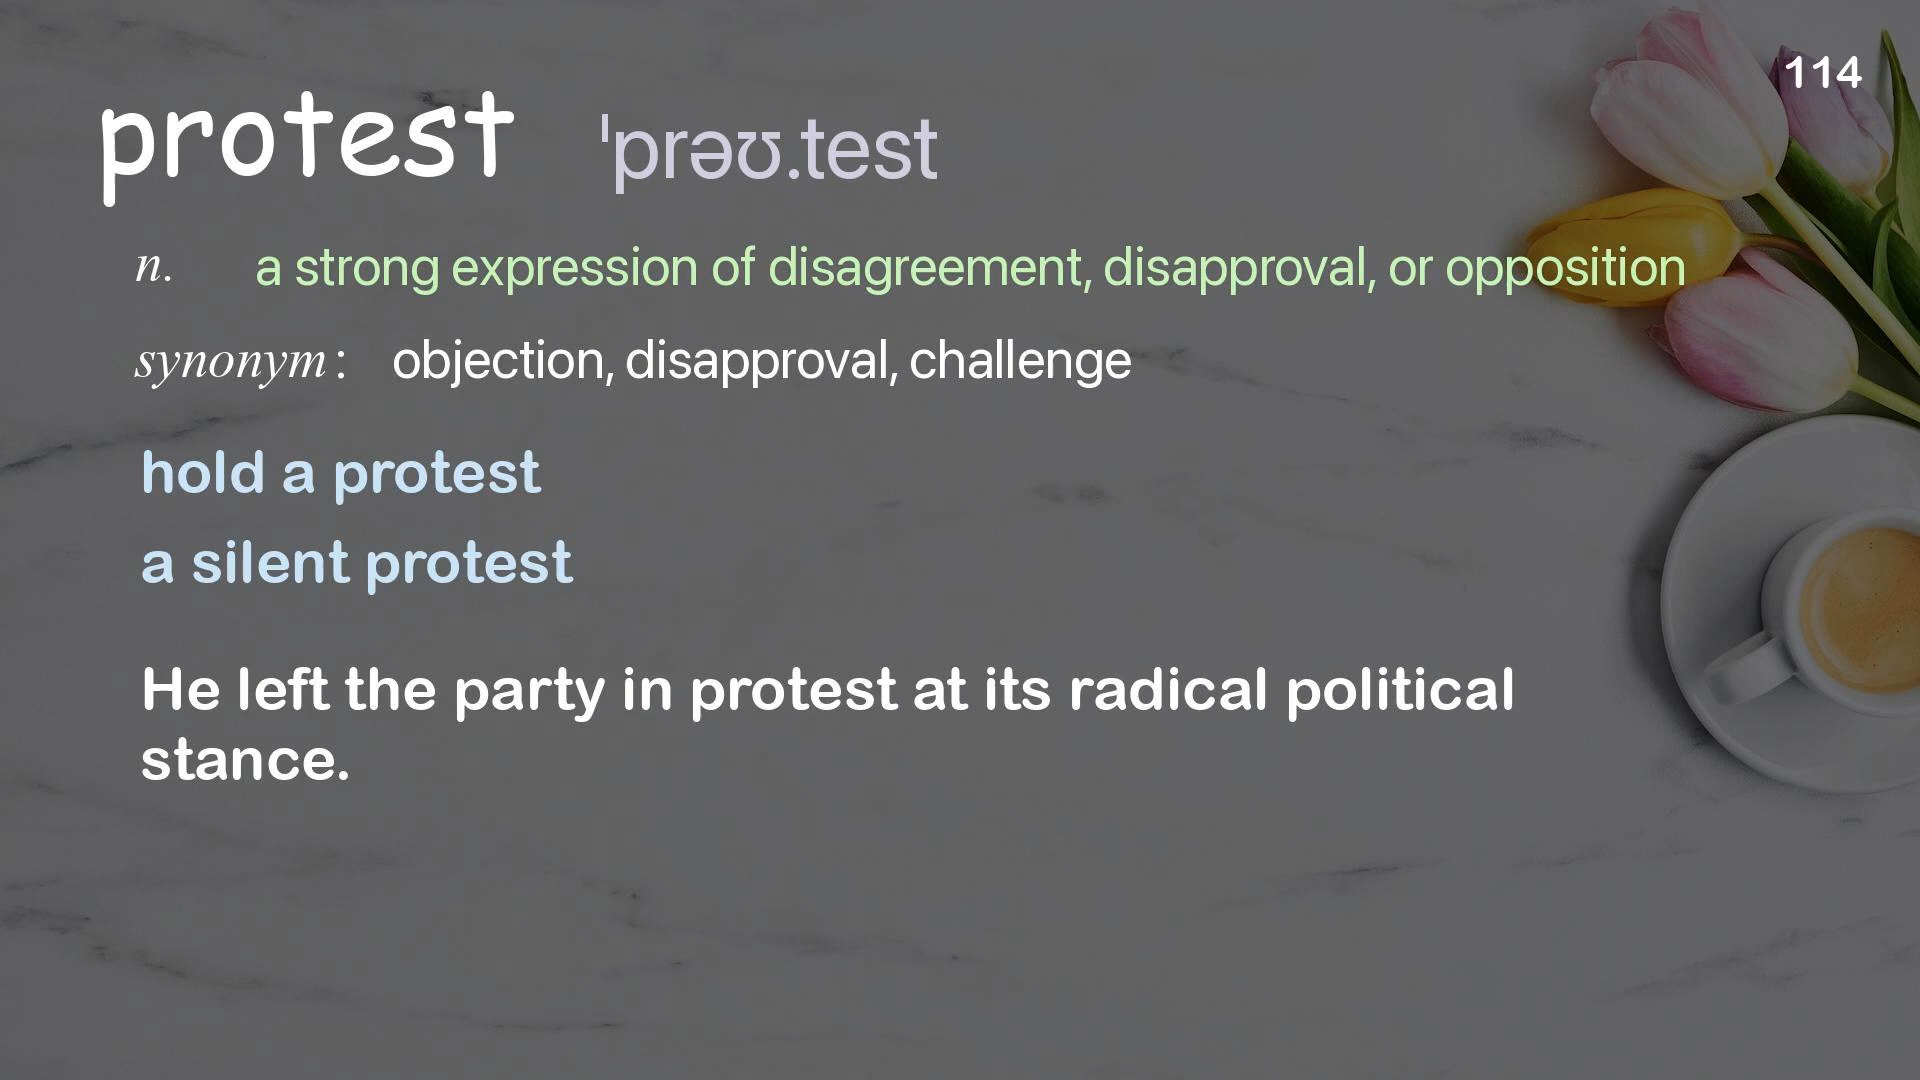 114
protest ˈprəʊ.test
n. a strong expression of disagreement, disapproval, or opposition
synonym: objection, disapproval, challenge
hold a protest
a silent protest
He left the party in protest at its radical political
stance.